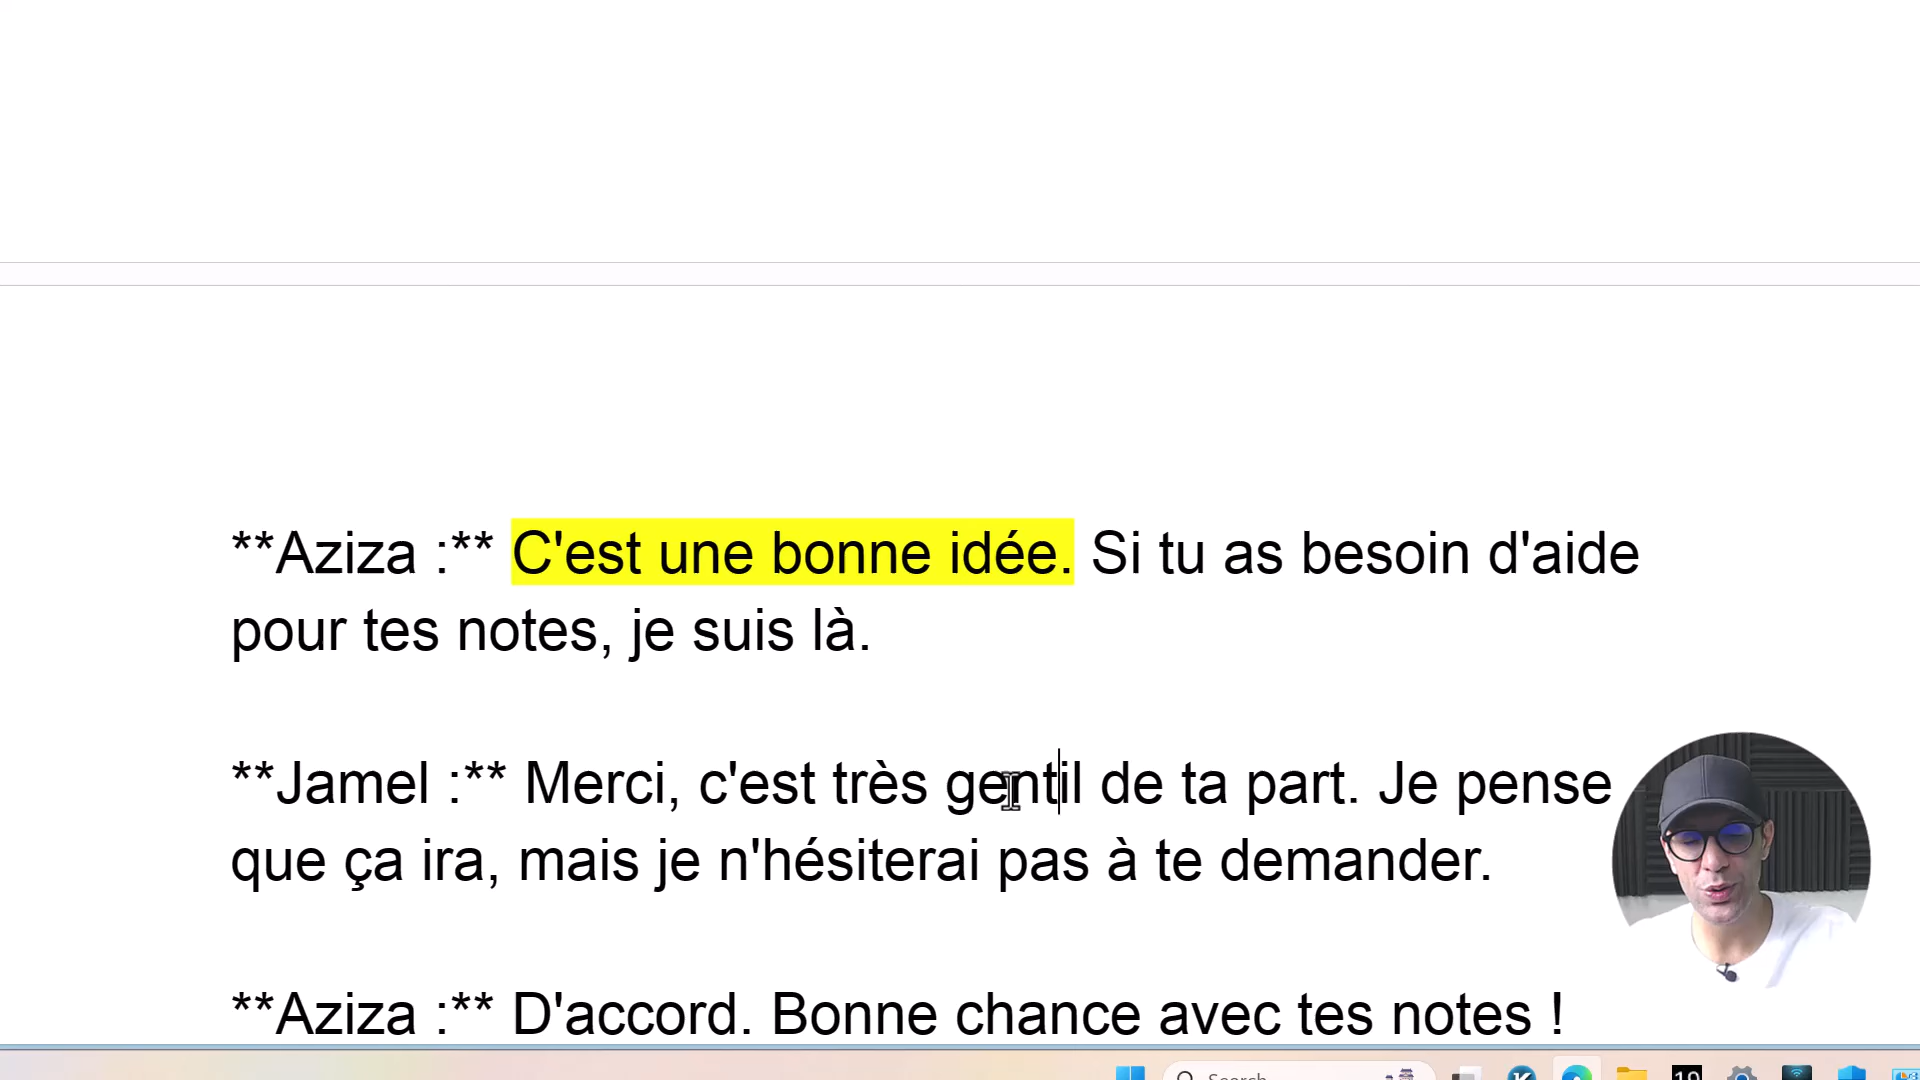 **Aziza :** C'est une bonne idée. Si tu as besoin d'aide
pour tes notes, je suis là.
**Jamel :** Merci, c'est très gentil de ta part. Je pense
que ça ira, mais je n'hésiterai pas à te demander.
**Aziza :** D'accord. Bonne chance avec tes notes !
Search